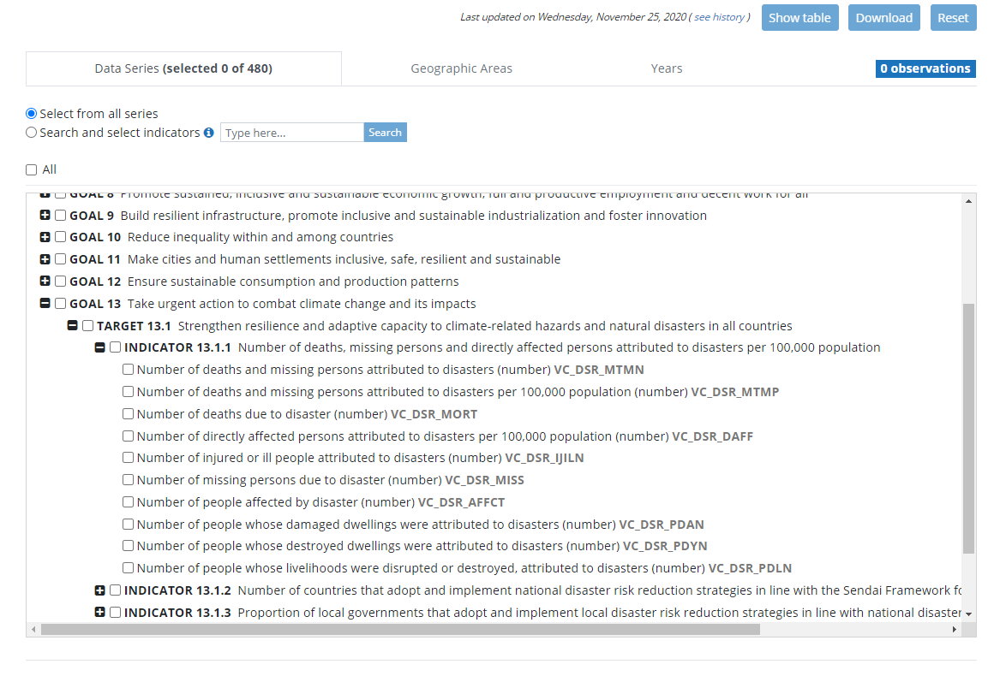 Last updated on Wednesday, November 25, 2020 ( see history )
Show table
Download
Reset
Data Series (selected 0 of 480)
Geographic Areas
Years
0 observations
Select from all series
Search and select indicators
Type here...
Search
All
GOAL 8 Promote sustained, inclusive and sustainable economic growth, full and productive employment and decent work for all
GOAL 9 Build resilient infrastructure, promote inclusive and sustainable industrialization and foster innovation
GOAL 10 Reduce inequality within and among countries
GOAL 11 Make cities and human settlements inclusive, safe, resilient and sustainable
GOAL 12 Ensure sustainable consumption and production patterns
GOAL 13 Take urgent action to combat climate change and its impacts
TARGET 13.1 Strengthen resilience and adaptive capacity to climate-related hazards and natural disasters in all countries
INDICATOR 13.1.1 Number of deaths, missing persons and directly affected persons attributed to disasters per 100,000 population
Number of deaths and missing persons attributed to disasters (number) VC_DSR_MTMN
Number of deaths and missing persons attributed to disasters per 100,000 population (number) VC_DSR_MTMP
Number of deaths due to disaster (number) VC_DSR_MORT
Number of directly affected persons attributed to disasters per 100,000 population (number) VC_DSR_DAFF
Number of injured or ill people attributed to disasters (number) VC_DSR_IJILN
Number of missing persons due to disaster (number) VC_DSR_MISS
Number of people affected by disaster (number) VC_DSR_AFFCT
Number of people whose damaged dwellings were attributed to disasters (number) VC_DSR_PDAN
Number of people whose destroyed dwellings were attributed to disasters (number) VC_DSR_PDYN
Number of people whose livelihoods were disrupted or destroyed, attributed to disasters (number) VC_DSR_PDLN
INDICATOR 13.1.2 Number of countries that adopt and implement national disaster risk reduction strategies in line with the Sendai Framework
INDICATOR 13.1.3 Proportion of local governments that adopt and implement local disaster risk reduction strategies in line with national disaster